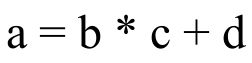 a = b * c + d